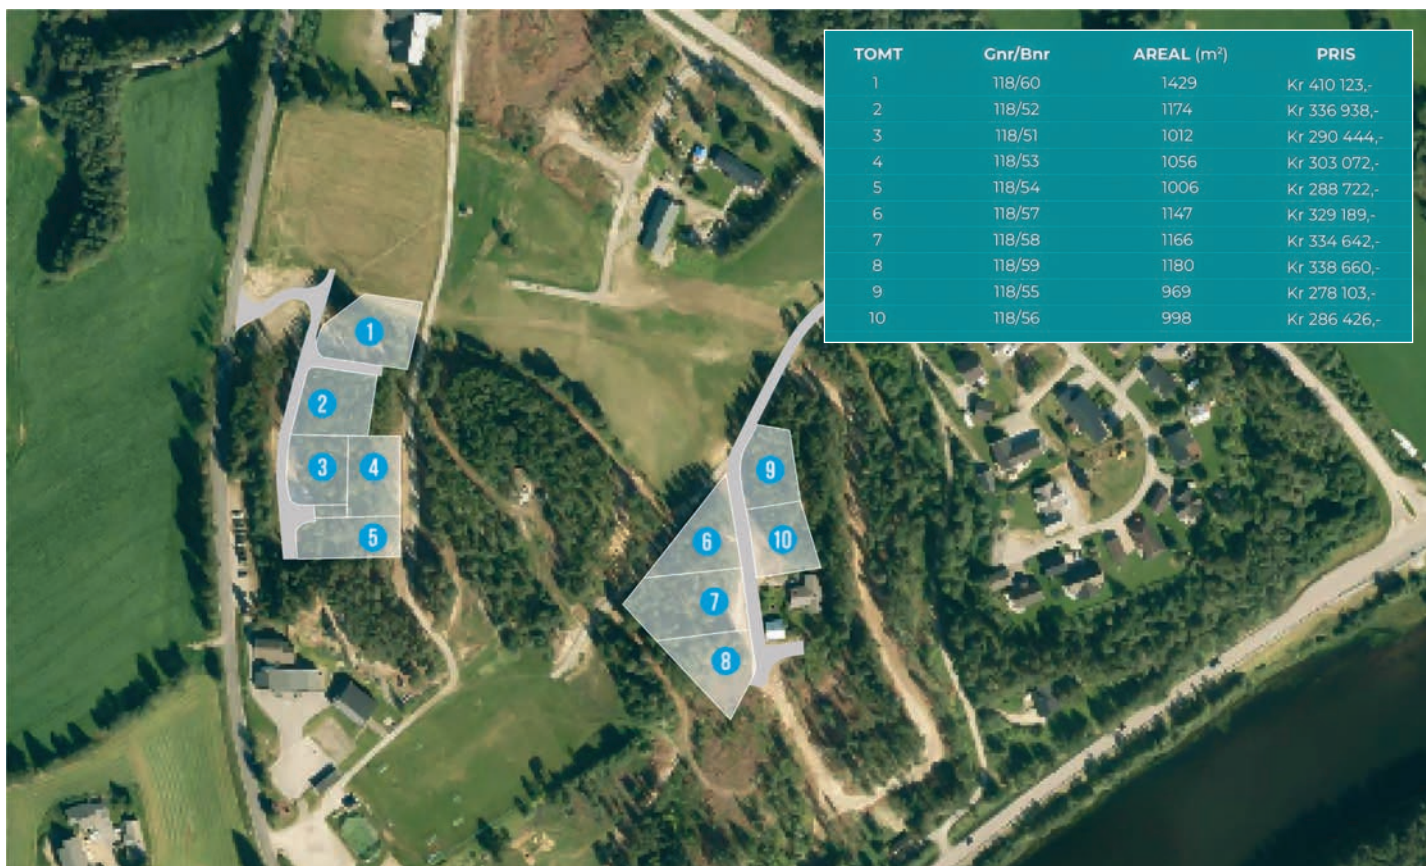 TOMT Gnr/Bnr AREAL (m²) PRIS
1 118/60 1429 Kr 410 123,-
2 118/52 1174 Kr 336 938,-
3 118/51 1012 Kr 290 444,-
4 118/53 1056 Kr 303 072,-
5 118/54 1006 Kr 288 722,-
6 118/57 1147 Kr 329 189,-
7 118/58 1166 Kr 334 642,-
8 118/59 1180 Kr 338 660,-
9 118/55 969 Kr 278 103,-
10 118/56 998 Kr 286 426,-
1
2
3 4
5
9
6 10
7
8